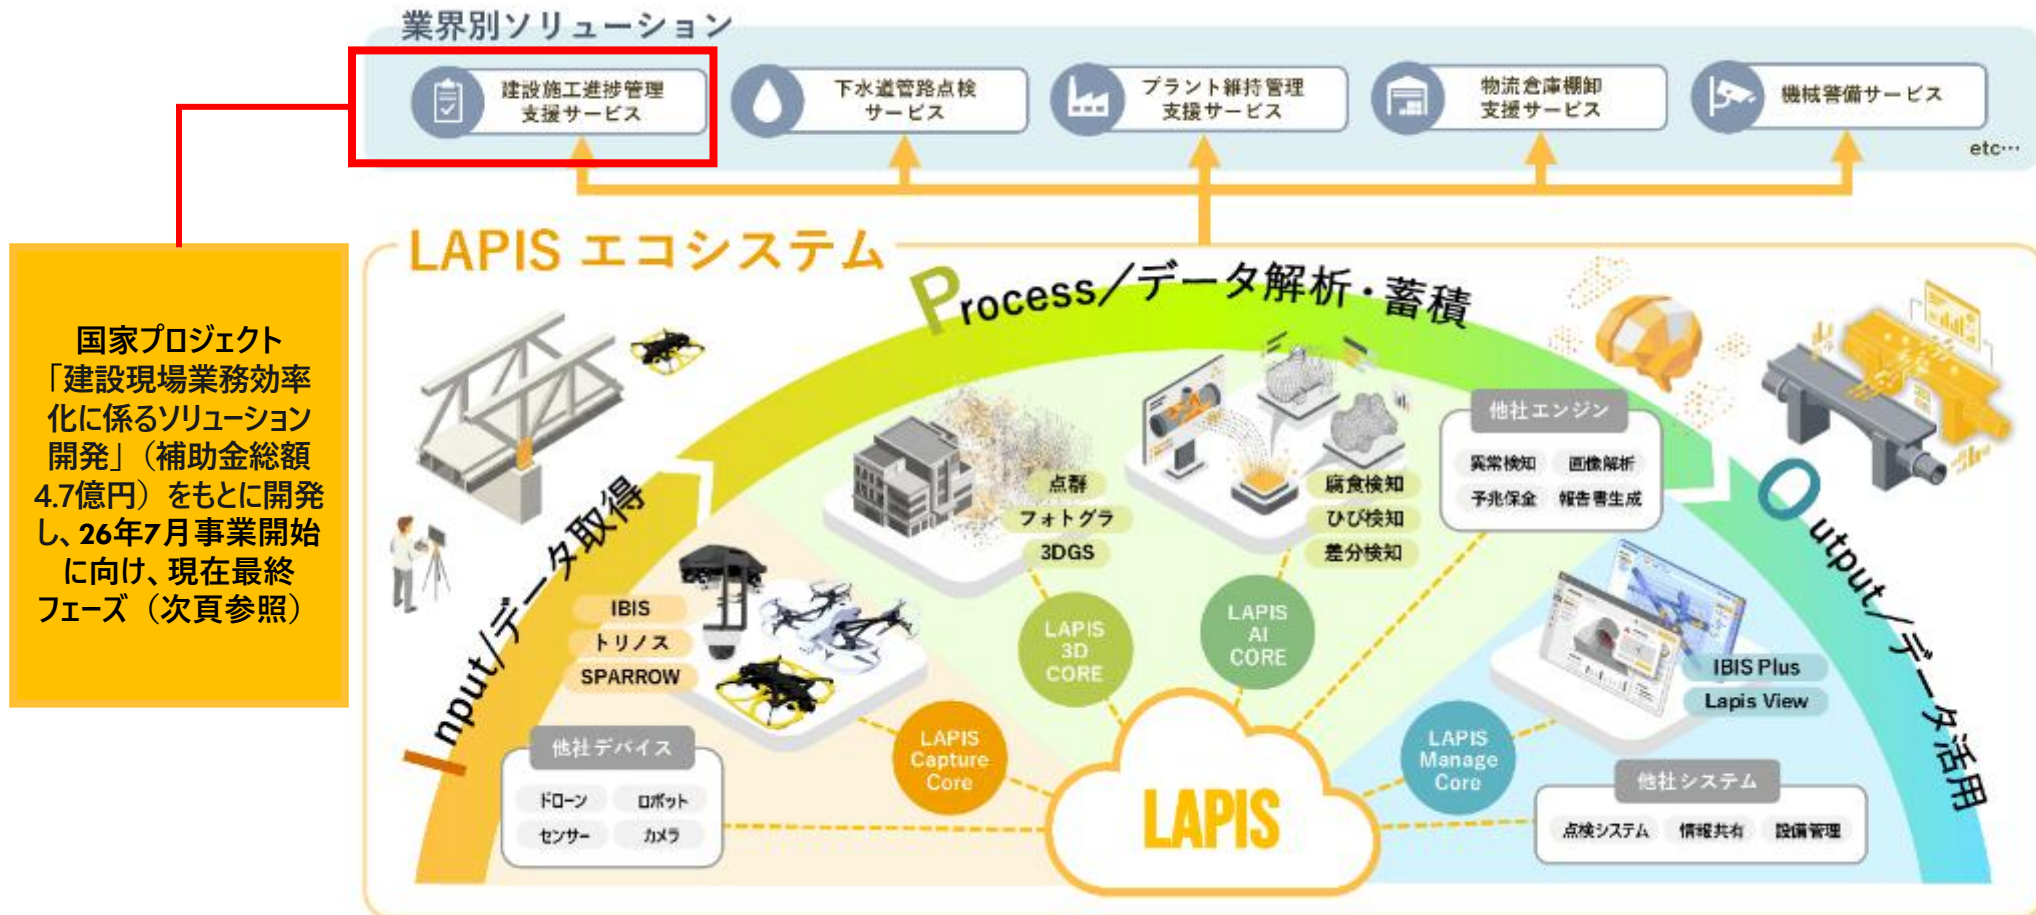 業界別ソリューション
建設施工進捗管理
支援サービス
下水道管路点検
サービス
プラント維持管理
支援サービス
物流倉庫棚卸
支援サービス
機械警備サービス
etc…
国家プロジェクト
「建設現場業務効率
化に係るソリューション
開発」（補助金総額
4.7億円）をもとに開発
し、26年7月事業開始
に向け、現在最終
フェーズ（次頁参照）
LAPIS エコシステム
Input/データ取得
Process/データ解析・蓄積
Output/データ活用
IBIS
トリノス
SPARROW
他社デバイス
ドローン
ロボット
センサー
カメラ
LAPIS
Capture
Core
点群
フォトグラ
3DGS
LAPIS
3D
CORE
腐食検知
ひび検知
差分検知
LAPIS
AI
CORE
他社エンジン
異常検知
画像解析
予兆保全
報告書生成
IBIS Plus
Lapis View
LAPIS
Manage
Core
他社システム
点検システム
情報共有
設備管理
LAPIS